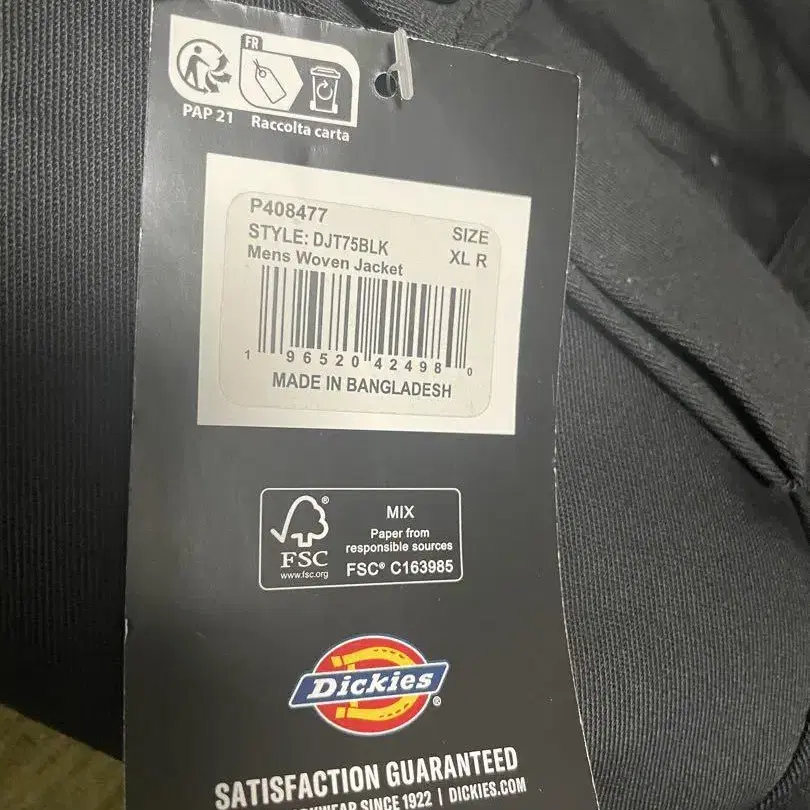 FR
PAP 21
Raccolta carta
P408477
STYLE: DJT75BLK
SIZE
Mens Woven Jacket
XL R
1 96520 42498 0
MADE IN BANGLADESH
FSC®
www.fsc.org
MIX
Paper from
responsible sources
FSC® C163985
Dickies®
SATISFACTION GUARANTEED
SINCE 1922 | DICKIES.COM